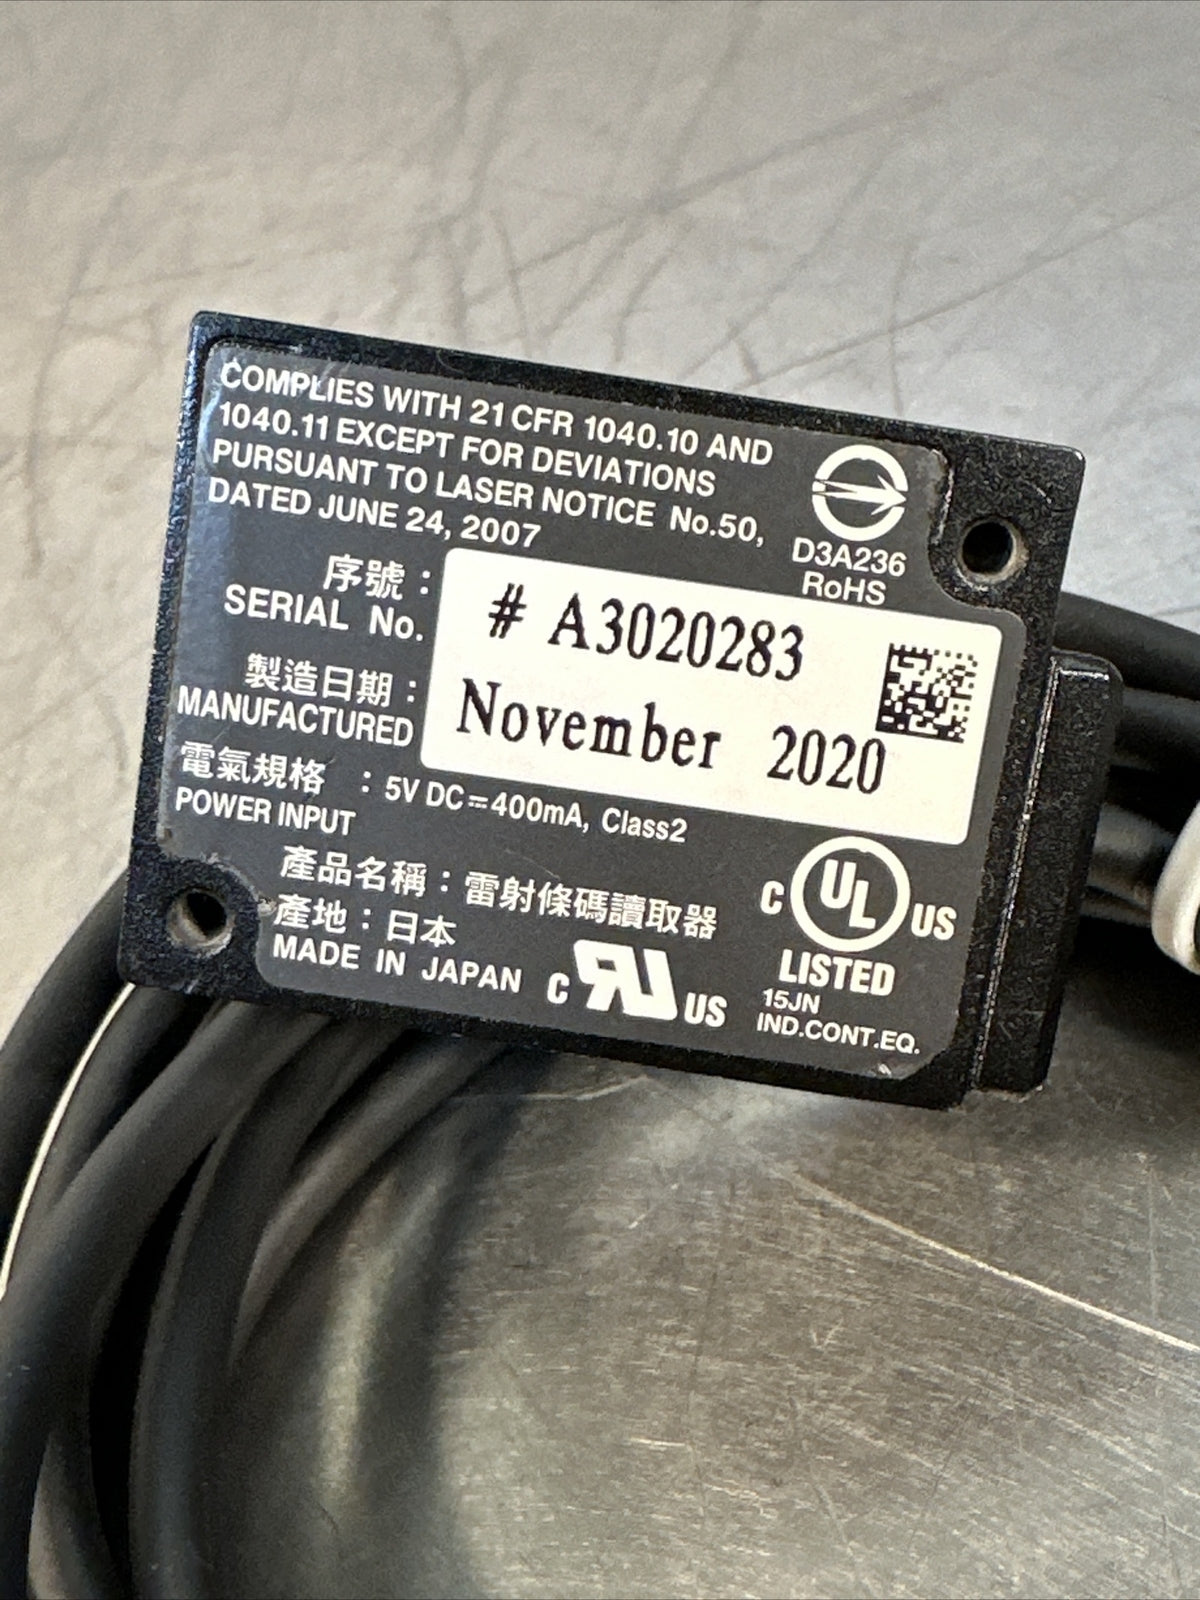 COMPLIES WITH 21 CFR 1040.10 AND
1040.11 EXCEPT FOR DEVIATIONS
PURSUANT TO LASER NOTICE No.50,
DATED JUNE 24, 2007
D3A236
RoHS
序號：
SERIAL No.
# A3020283
製造日期：
MANUFACTURED
November 2020
電氣規格 ：5V DC⎓400mA, Class2
POWER INPUT
產品名稱：雷射條碼讀取器
產地：日本
MADE IN JAPAN
C RU US
C UL US
LISTED
15JN
IND.CONT.EQ.